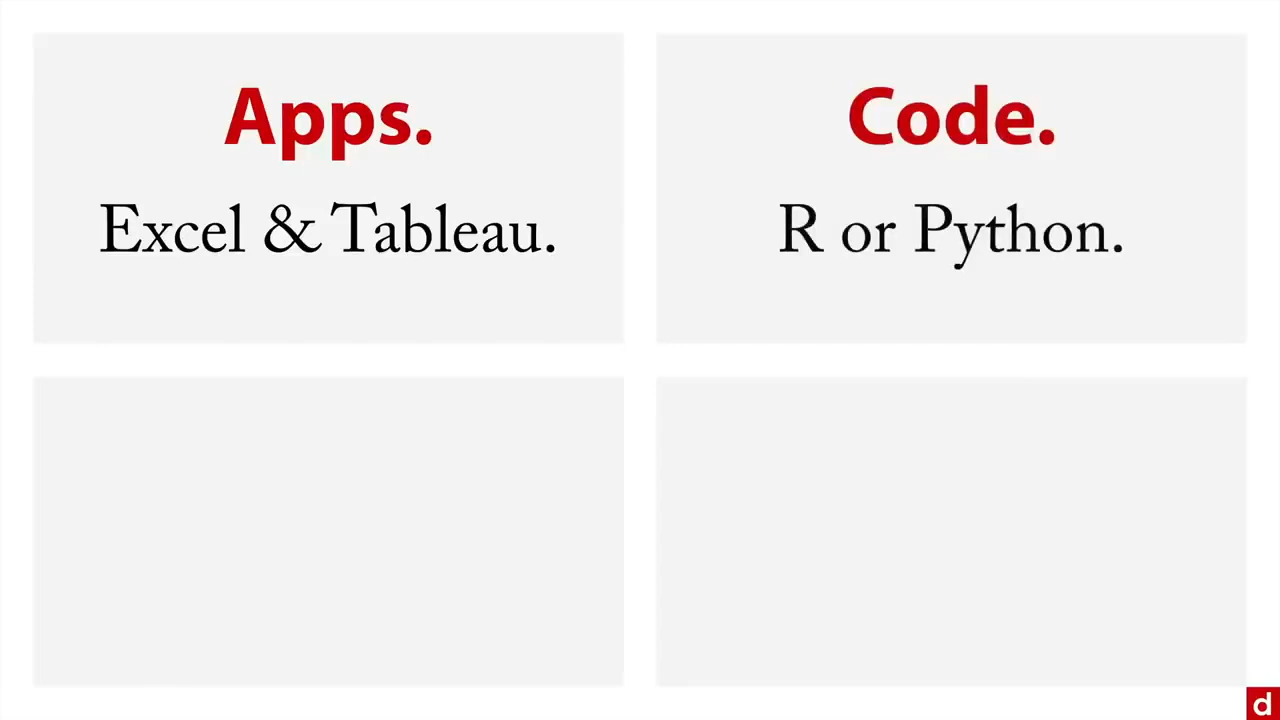 Apps.
Excel & Tableau.
Code.
R or Python.
d